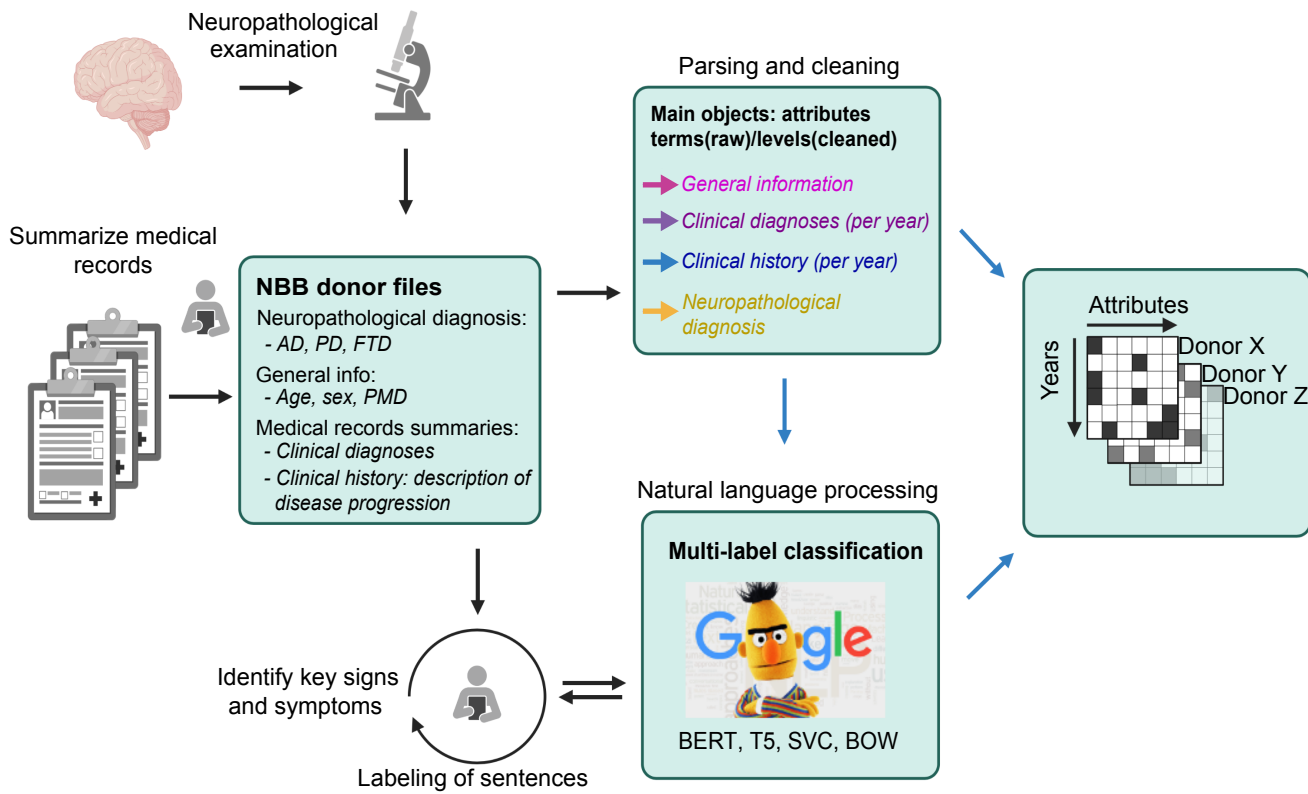 Neuropathological
examination
Summarize medical
records
NBB donor files
Neuropathological diagnosis:
- AD, PD, FTD
General info:
- Age, sex, PMD
Medical records summaries:
- Clinical diagnoses
- Clinical history: description of
disease progression
Parsing and cleaning
Main objects: attributes
terms(raw)/levels(cleaned)
General information
Clinical diagnoses (per year)
Clinical history (per year)
Neuropathological
diagnosis
Attributes
Years
Donor X
Donor Y
Donor Z
Natural language processing
Multi-label classification
Google
BERT, T5, SVC, BOW
Identify key signs
and symptoms
Labeling of sentences